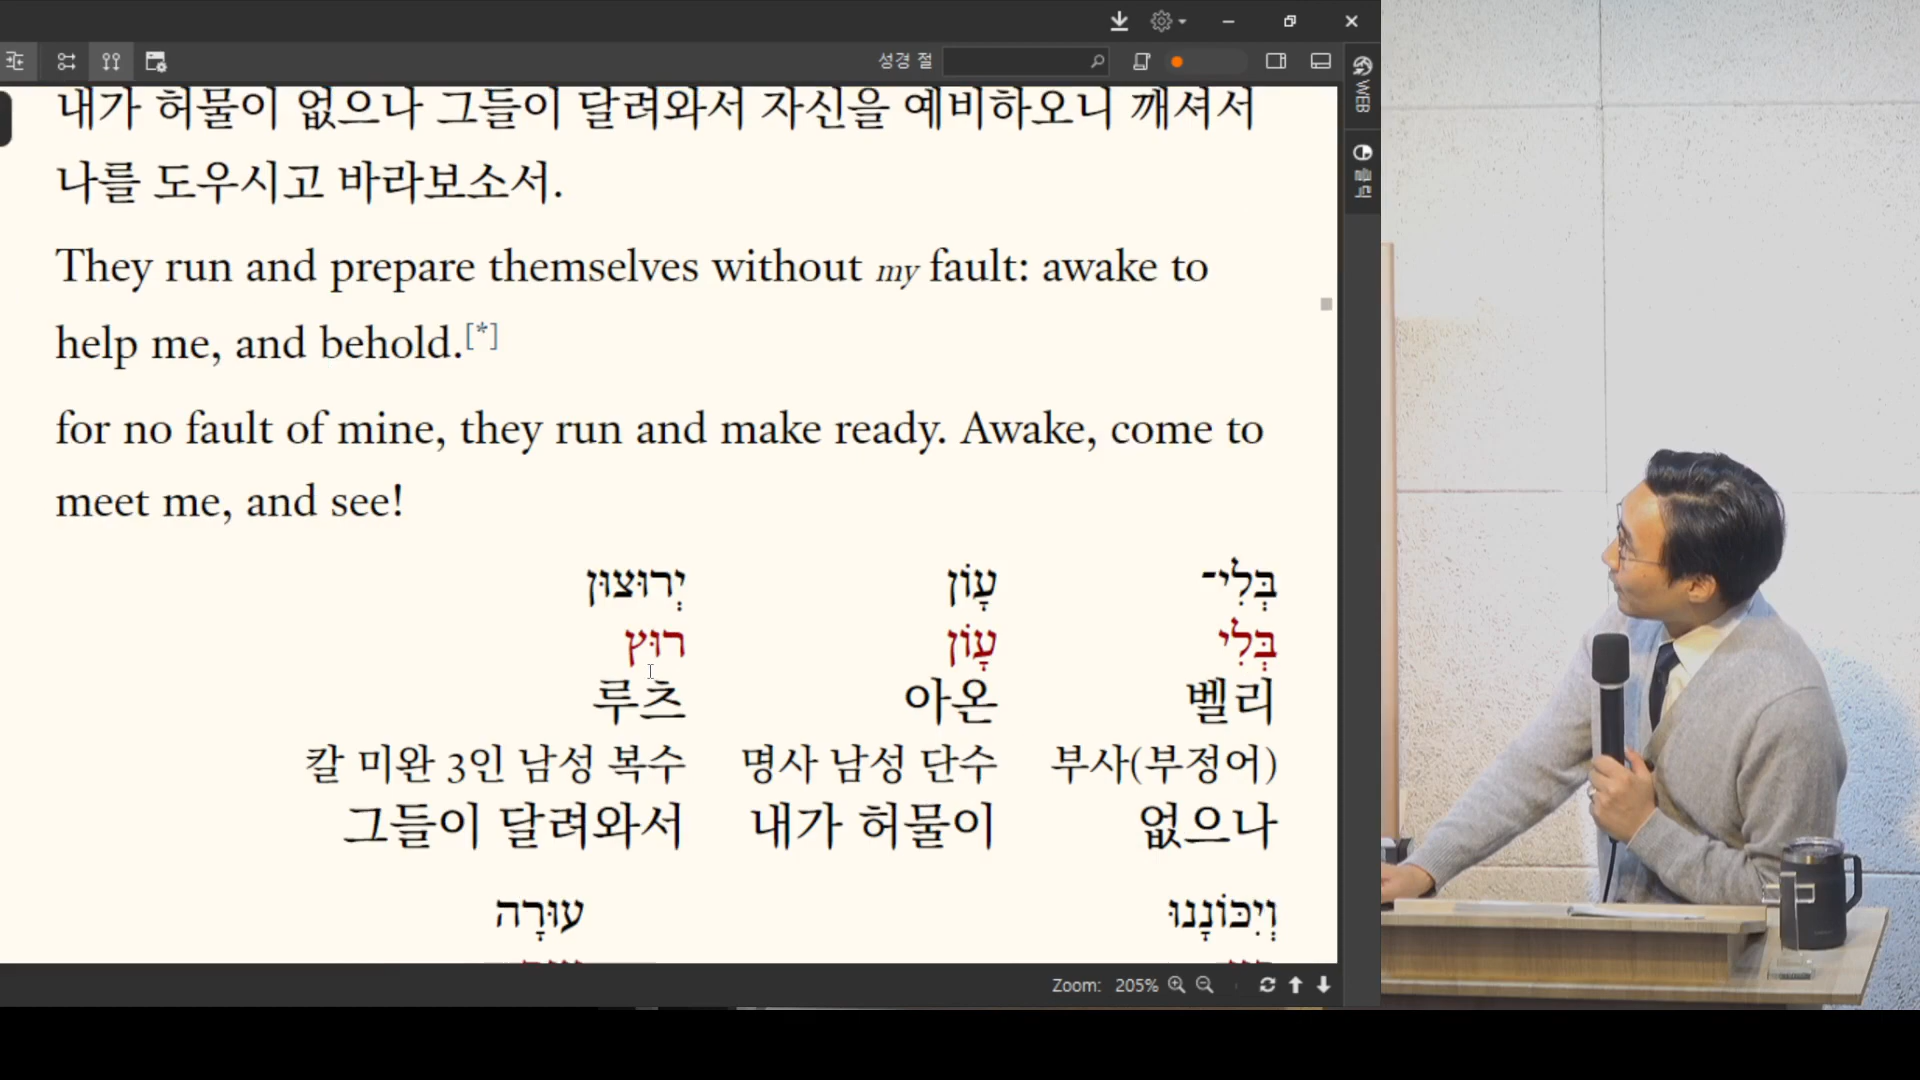 성경 절
WEB
클릭
내가 허물이 없으나 그들이 달려와서 자신을 예비하오니 깨셔서
나를 도우시고 바라보소서.
They run and prepare themselves without my fault: awake to
help me, and behold.[*]
for no fault of mine, they run and make ready. Awake, come to
meet me, and see!
בְּלִי־ עָוֺן יְרוּצוּן
בְּלִי עָוֺן רוּץ
루츠 아온 벨리
칼 미완 3인 남성 복수 명사 남성 단수 부사(부정어)
그들이 달려와서 내가 허물이 없으나
וְיִכּוֹנָנוּ עוּרָה
Zoom: 205%